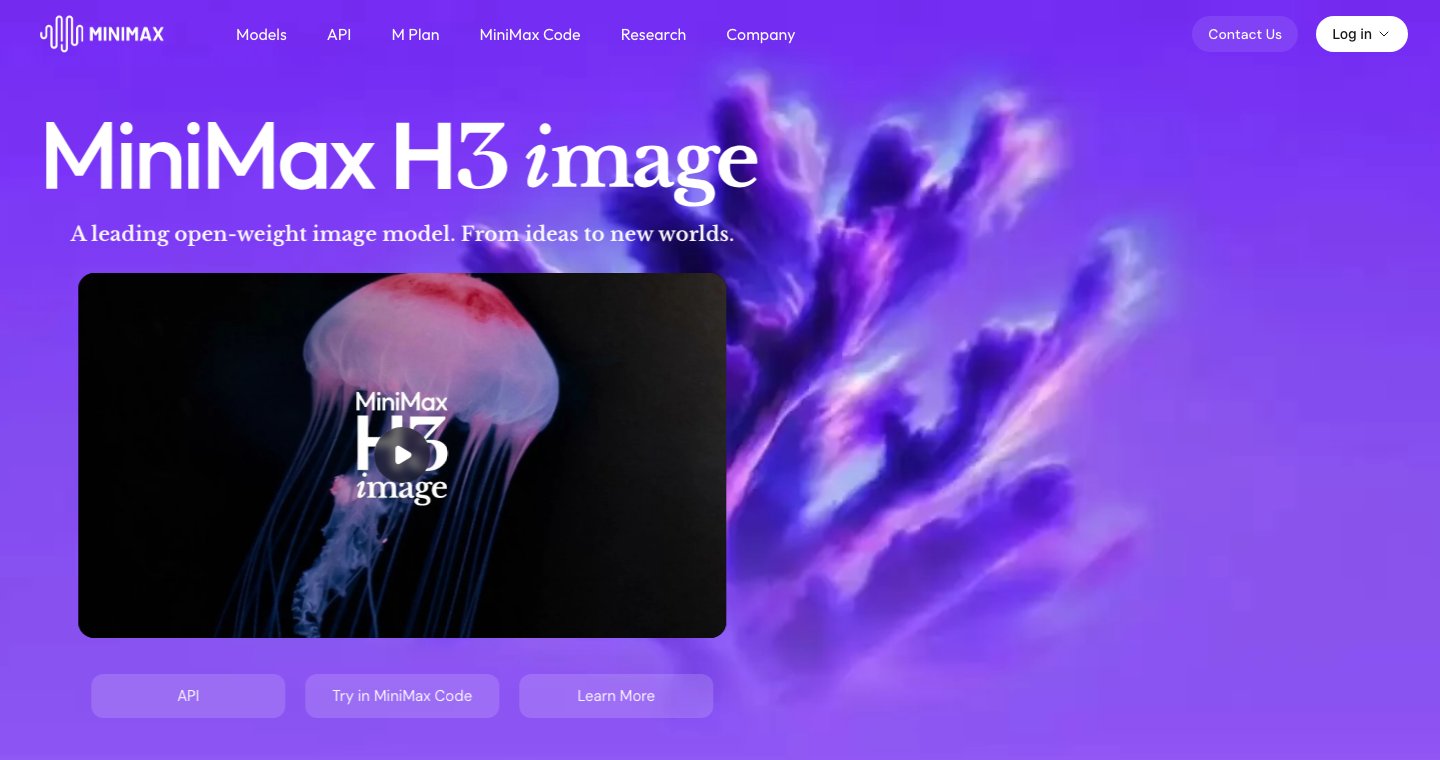 MINIMAX
Models
API
M Plan
MiniMax Code
Research
Company
Contact Us
Log in
MiniMax H3 image
A leading open-weight image model. From ideas to new worlds.
MiniMax
H3
image
API
Try in MiniMax Code
Learn More